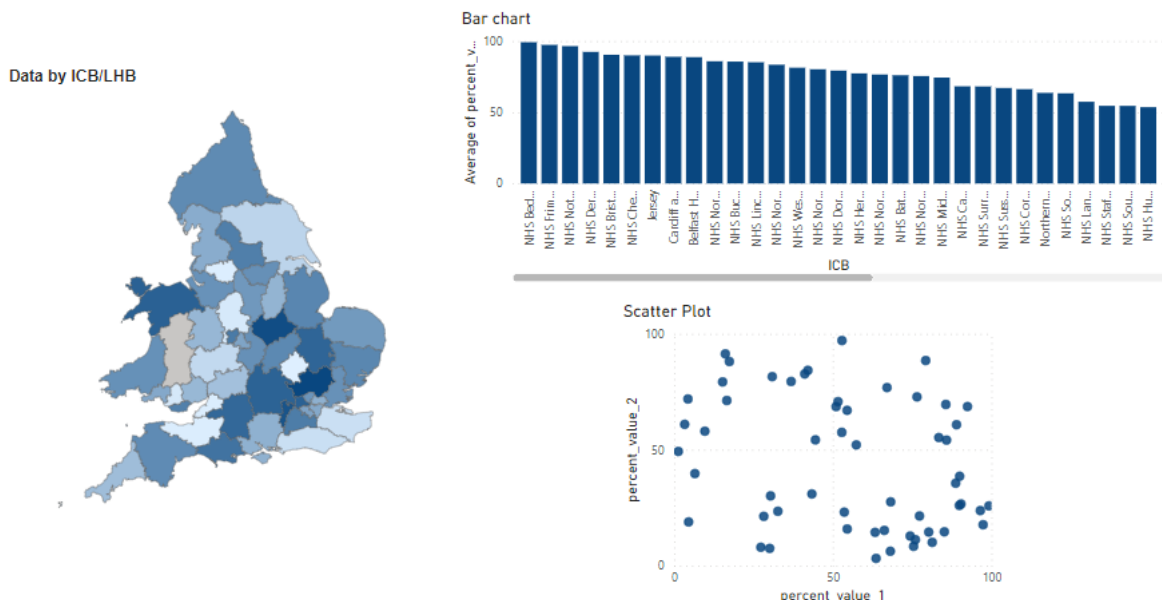 Data by ICB/LHB
Bar chart
Average of percent_v...
100
50
0
NHS Bed...
NHS Frim...
NHS Not...
NHS Der...
NHS Brist...
NHS Che...
Jersey
Cardiff a...
Belfast H...
NHS Nor...
NHS Buc...
NHS Linc...
NHS Nor...
NHS Wes...
NHS Nor...
NHS Dor...
NHS Her...
NHS Nor...
NHS Bat...
NHS Nor...
NHS Mid...
NHS Ca...
NHS Surr...
NHS Suss...
NHS Cor...
Northern...
NHS So...
NHS Lan...
NHS Staf...
NHS Sou...
NHS Hu...
ICB
Scatter Plot
percent_value_2
100
50
0
0
50
100
percent_value_1